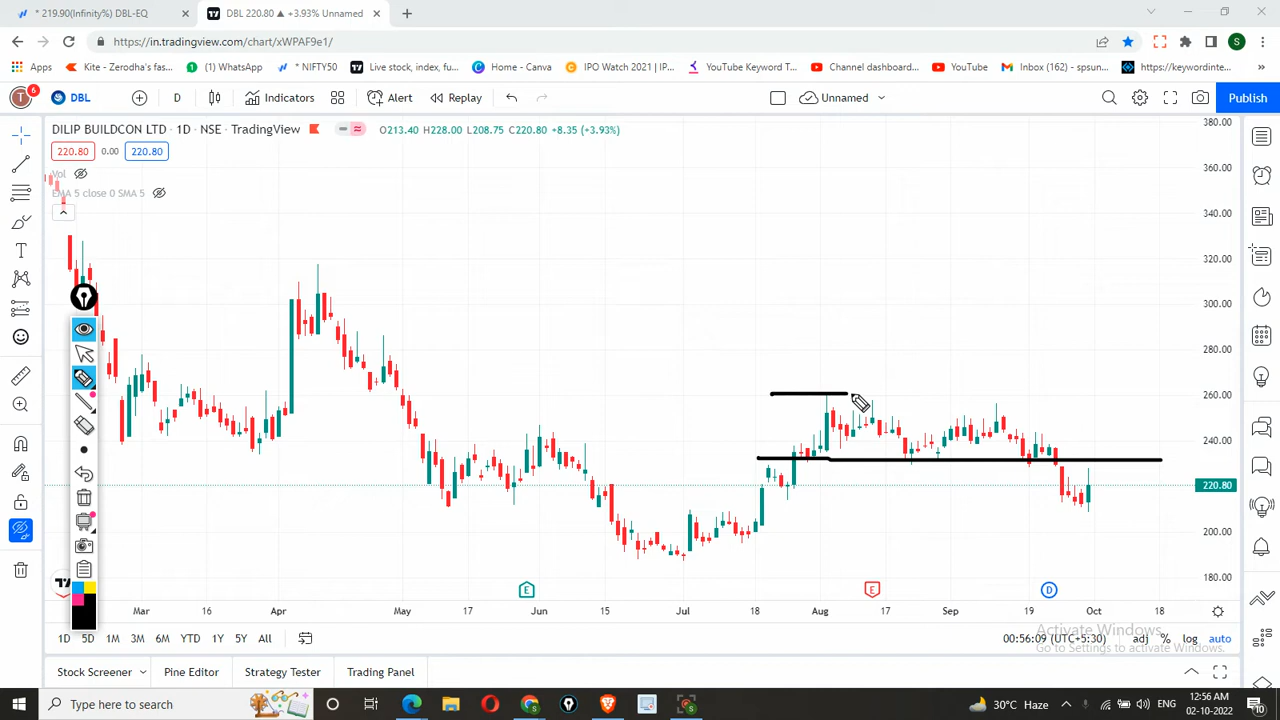 * 219.90(Infinity%) DBL-EQ
DBL 220.80 ▲ +3.93% Unnamed
https://in.tradingview.com/chart/xWPAF9e1/
S
Apps
Kite - Zerodha's fas...
(1) WhatsApp
* NIFTY50
Live stock, index, fu...
Home - Canva
IPO Watch 2021 | IP...
YouTube Keyword T...
Channel dashboard...
YouTube
Inbox (162) - spsun...
https://keywordinte...
»
T
6
DBL
D
Indicators
Alert
Replay
Unnamed
Publish
DILIP BUILDCON LTD · 1D · NSE · TradingView
O213.40 H228.00 L208.75 C220.80 +8.35 (+3.93%)
220.80 0.00 220.80
Vol
EMA 5 close 0 SMA 5
380.00
360.00
340.00
320.00
300.00
280.00
260.00
240.00
220.80
200.00
180.00
E
E
D
Mar 16 Apr 18 May 17 Jun 15 Jul 18 Aug 17 Sep 19 Oct 18
Activate Windows
Go to Settings to activate Windows.
1D 5D 1M 3M 6M YTD 1Y 5Y All
00:56:09 (UTC+5:30)
adj % log auto
Stock Screener
Pine Editor
Strategy Tester
Trading Panel
Type here to search
30°C Haze
ENG
12:56 AM
02-10-2022
10